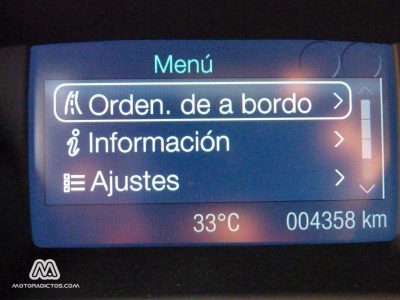 Menú
Orden. de a bordo
Información
Ajustes
33°C 004358 km
MOTORADICTOS.COM